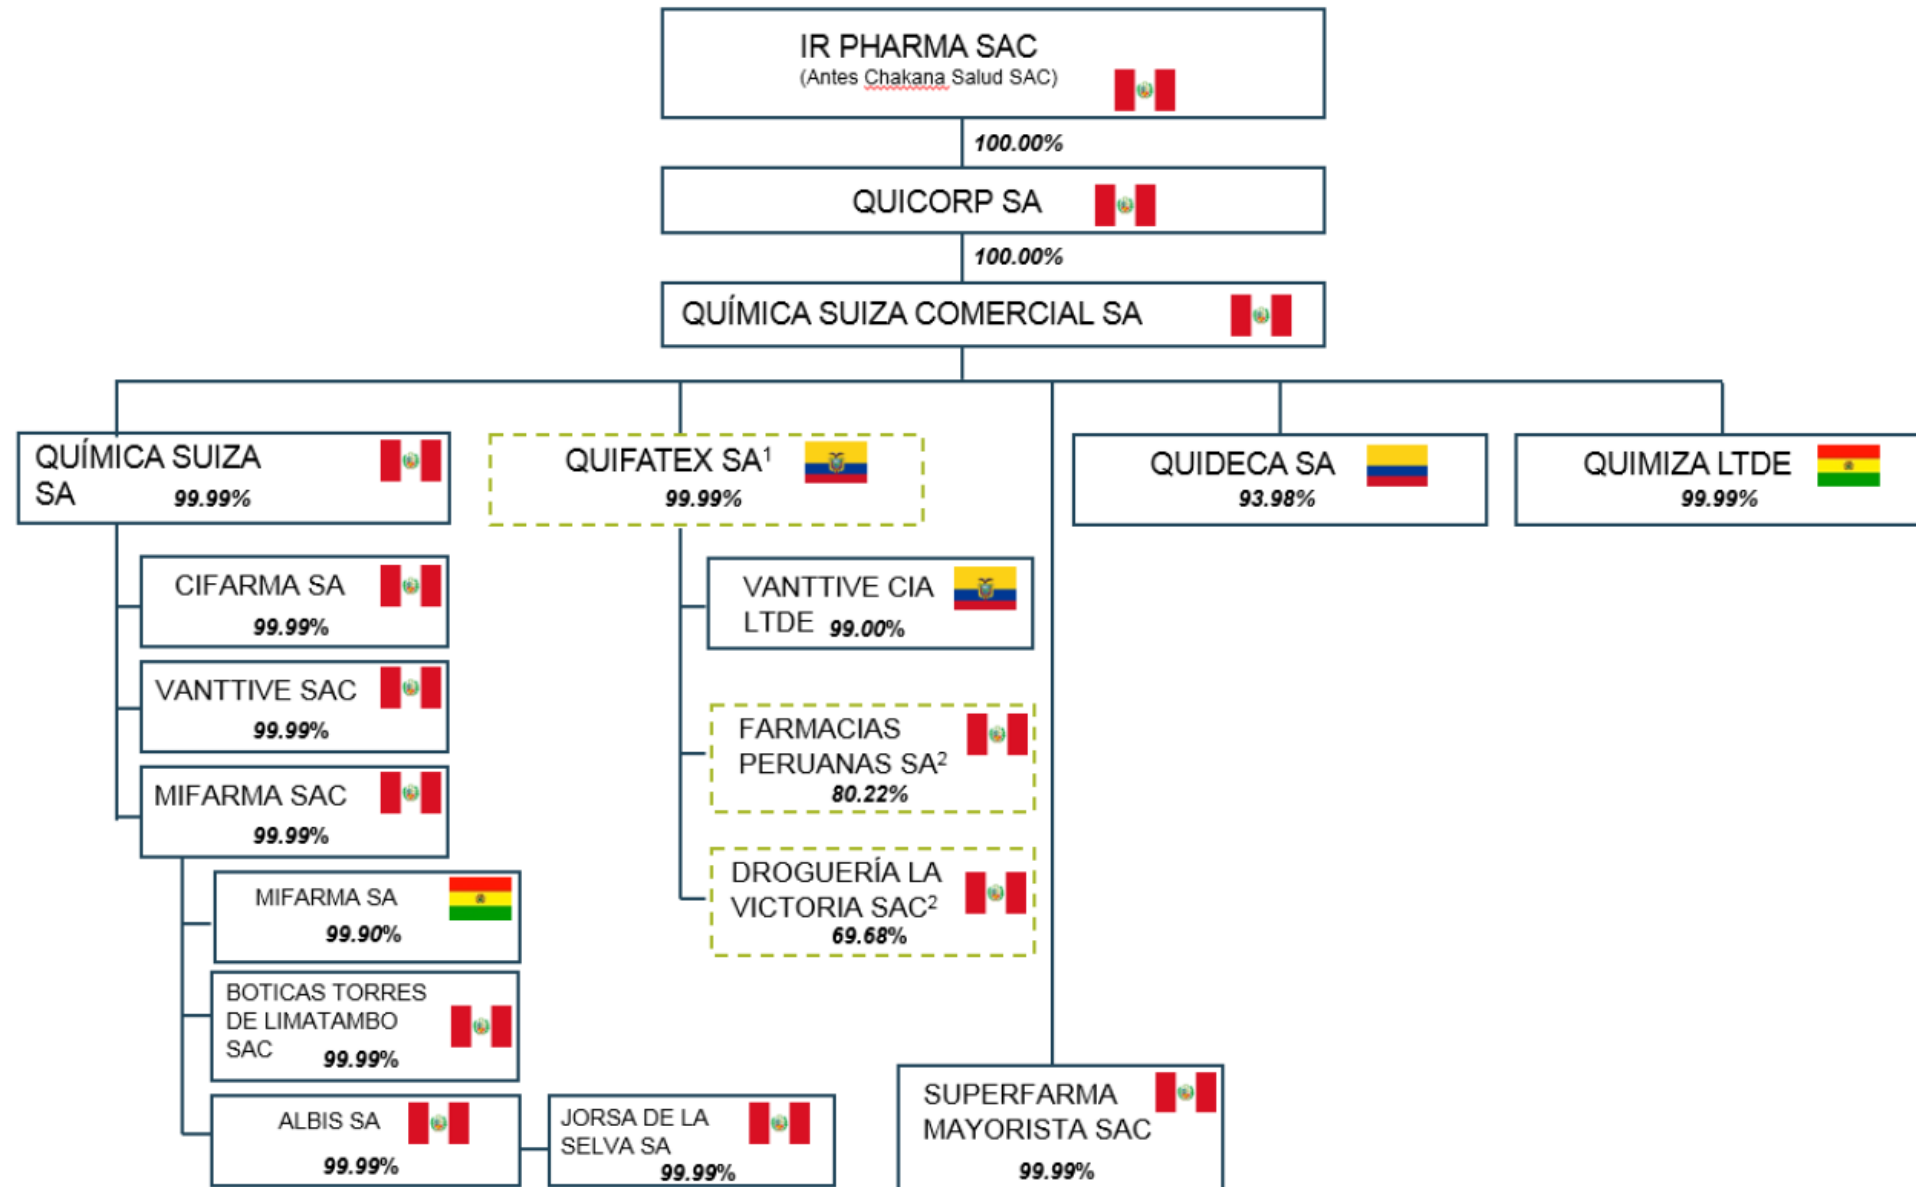 IR PHARMA SAC
(Antes Chakana Salud SAC)
100.00%
QUICORP SA
100.00%
QUÍMICA SUIZA COMERCIAL SA
QUÍMICA SUIZA
SA 99.99%
QUIFATEX SA¹
99.99%
QUIDECA SA
93.98%
QUIMIZA LTDE
99.99%
CIFARMA SA
99.99%
VANTTIVE SAC
99.99%
MIFARMA SAC
99.99%
MIFARMA SA
99.90%
BOTICAS TORRES
DE LIMATAMBO
SAC 99.99%
ALBIS SA
99.99%
JORSA DE LA
SELVA SA
99.99%
VANTTIVE CIA
LTDE 99.00%
FARMACIAS
PERUANAS SA²
80.22%
DROGUERÍA LA
VICTORIA SAC²
69.68%
SUPERFARMA
MAYORISTA SAC
99.99%